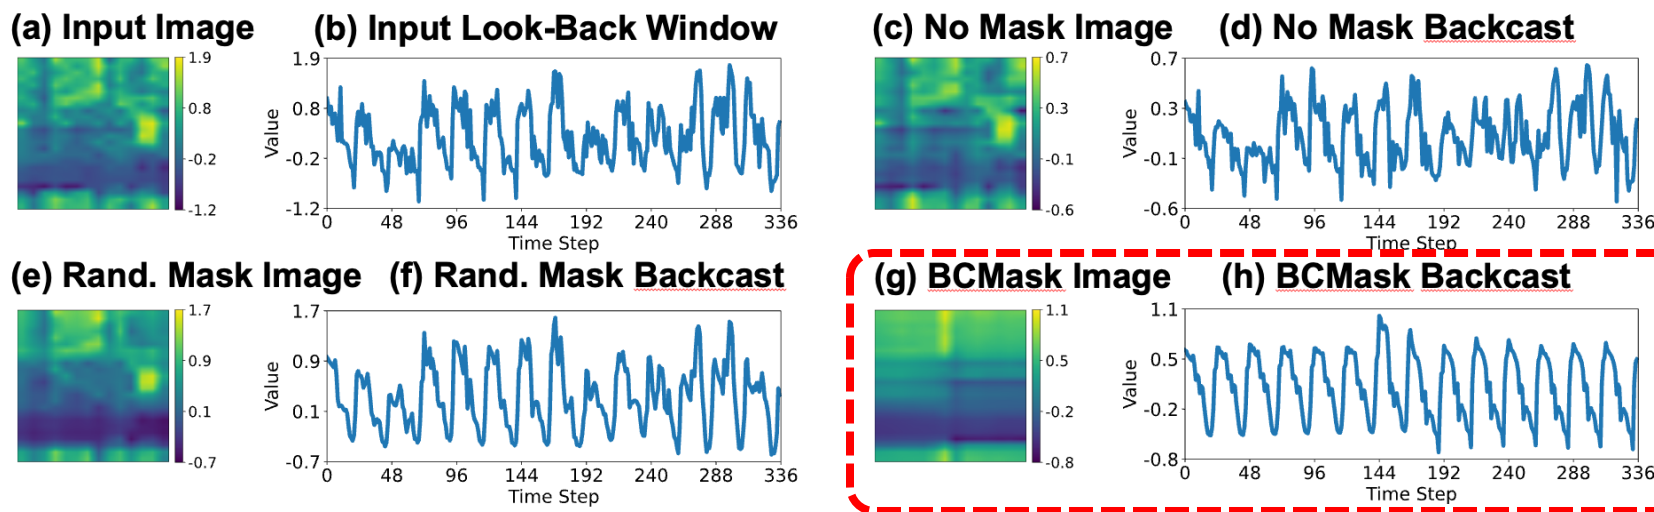 (a) Input Image
(b) Input Look-Back Window
1.9
0.8
-0.2
-1.2
Value
1.9
0.8
-0.2
-1.2
0 48 96 144 192 240 288 336
Time Step
(c) No Mask Image
(d) No Mask Backcast
0.7
0.3
-0.1
-0.6
Value
0.7
0.3
-0.1
-0.6
0 48 96 144 192 240 288 336
Time Step
(e) Rand. Mask Image
(f) Rand. Mask Backcast
1.7
0.9
0.1
-0.7
Value
1.7
0.9
0.1
-0.7
0 48 96 144 192 240 288 336
Time Step
(g) BCMask Image
(h) BCMask Backcast
1.1
0.5
-0.2
-0.8
Value
1.1
0.5
-0.2
-0.8
0 48 96 144 192 240 288 336
Time Step